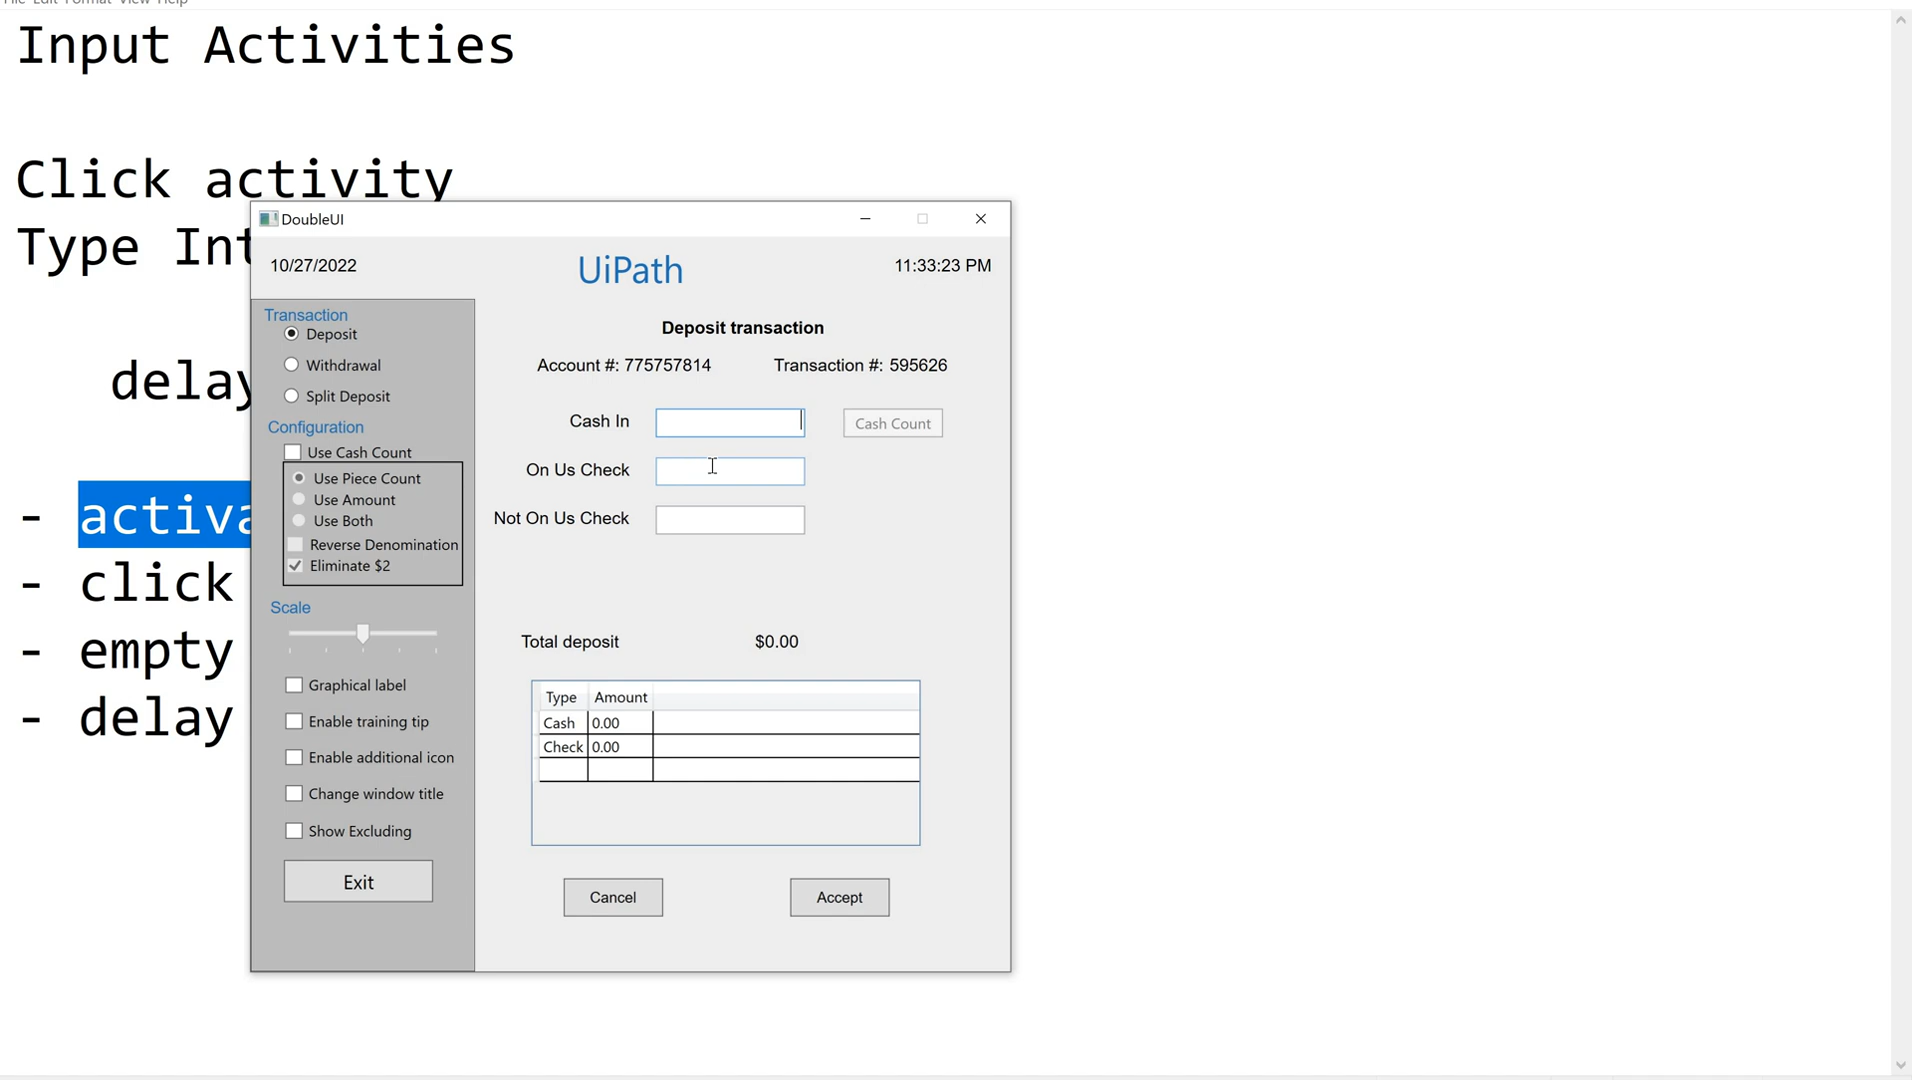 Input Activities
Click activity
Type Int
delay
- activa
- click
- empty
- delay
DoubleUI
10/27/2022
UiPath
11:33:23 PM
Transaction
Deposit
Withdrawal
Split Deposit
Configuration
Use Cash Count
Use Piece Count
Use Amount
Use Both
Reverse Denomination
Eliminate $2
Scale
Graphical label
Enable training tip
Enable additional icon
Change window title
Show Excluding
Exit
Deposit transaction
Account #: 775757814 Transaction #: 595626
Cash In
Cash Count
On Us Check
Not On Us Check
Total deposit $0.00
Type Amount
Cash 0.00
Check 0.00
Cancel Accept